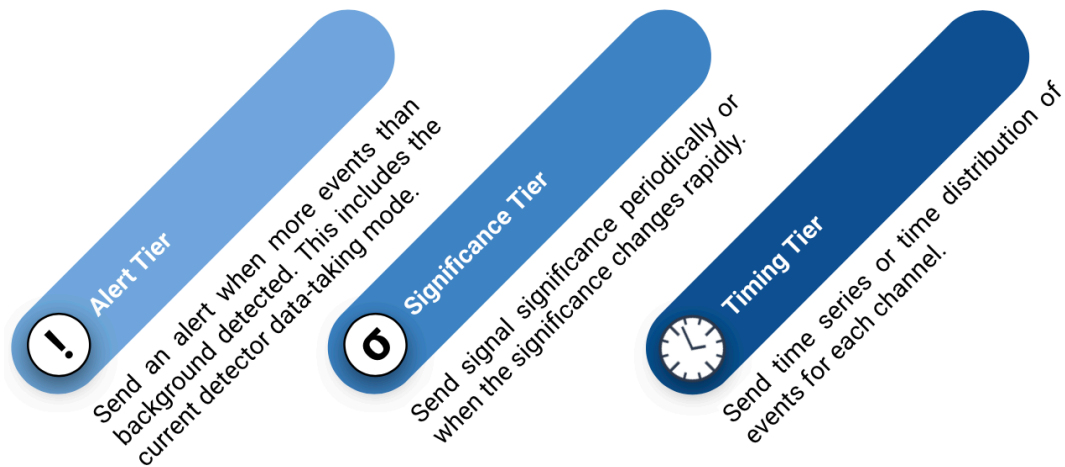 !
Alert Tier
Send an alert when more events than
background detected. This includes the
current detector data-taking mode.
σ
Significance Tier
Send signal significance periodically or
when the significance changes rapidly.
Timing Tier
Send time series or time distribution of
events for each channel.